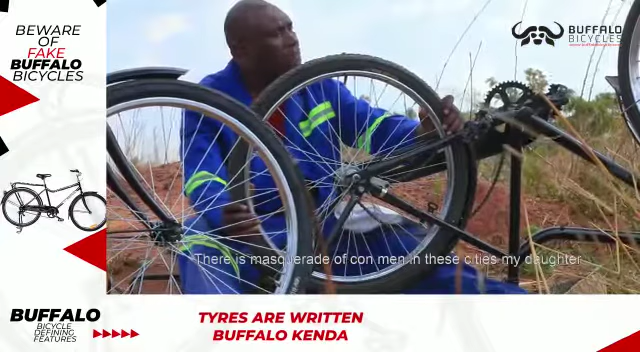 BEWARE
OF
FAKE
BUFFALO
BICYCLES
BUFFALO
BICYCLES
There is masquerade of con men in these cities my daughter
BUFFALO
BICYCLE
DEFINING
FEATURES
TYRES ARE WRITTEN
BUFFALO KENDA